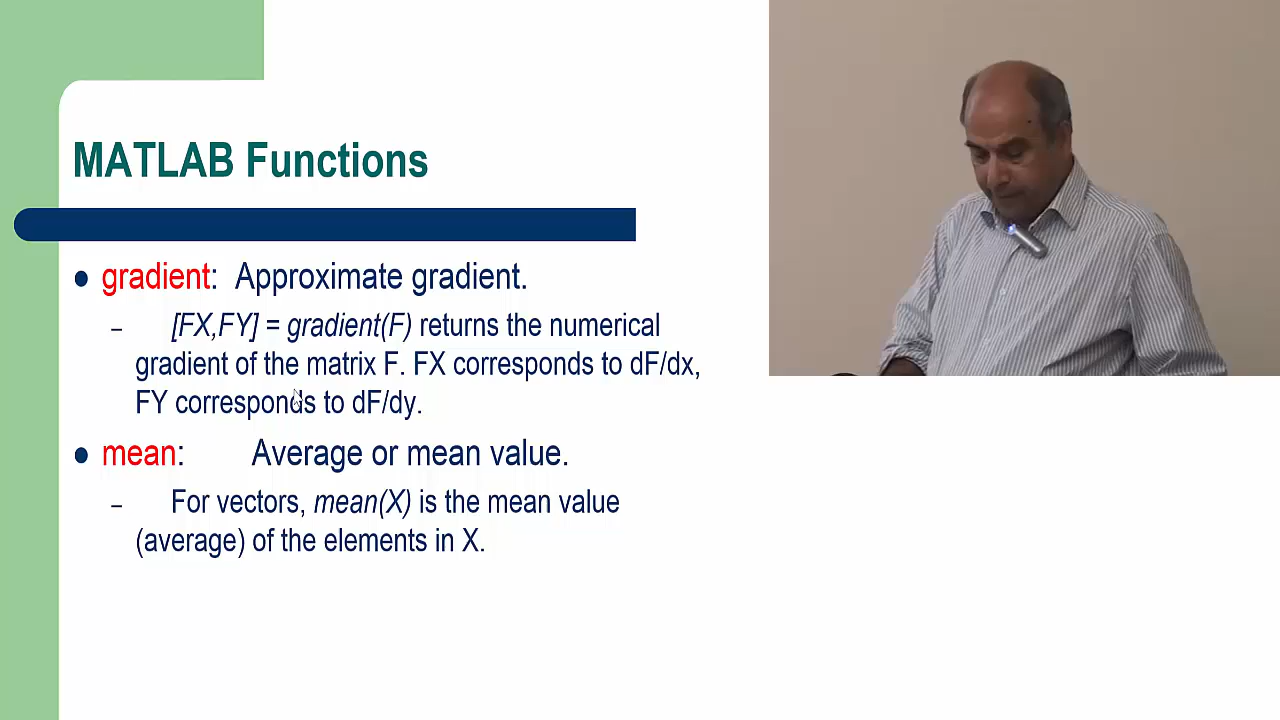 MATLAB Functions
● gradient: Approximate gradient.
– [FX,FY] = gradient(F) returns the numerical
gradient of the matrix F. FX corresponds to dF/dx,
FY corresponds to dF/dy.
● mean: Average or mean value.
– For vectors, mean(X) is the mean value
(average) of the elements in X.